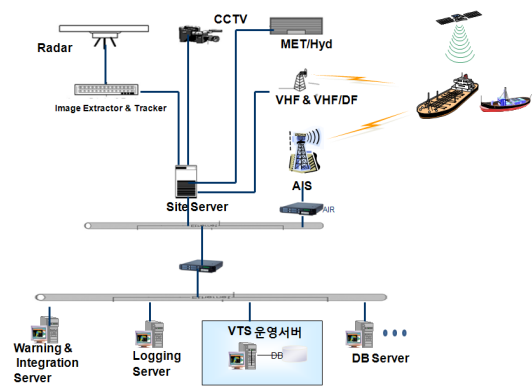 CCTV
Radar
MET/Hyd
Image Extractor & Tracker
VHF & VHF/DF
AIS
Site Server
AIR
Warning &
Integration
Server
Logging
Server
VTS 운영서버
DB
DB Server